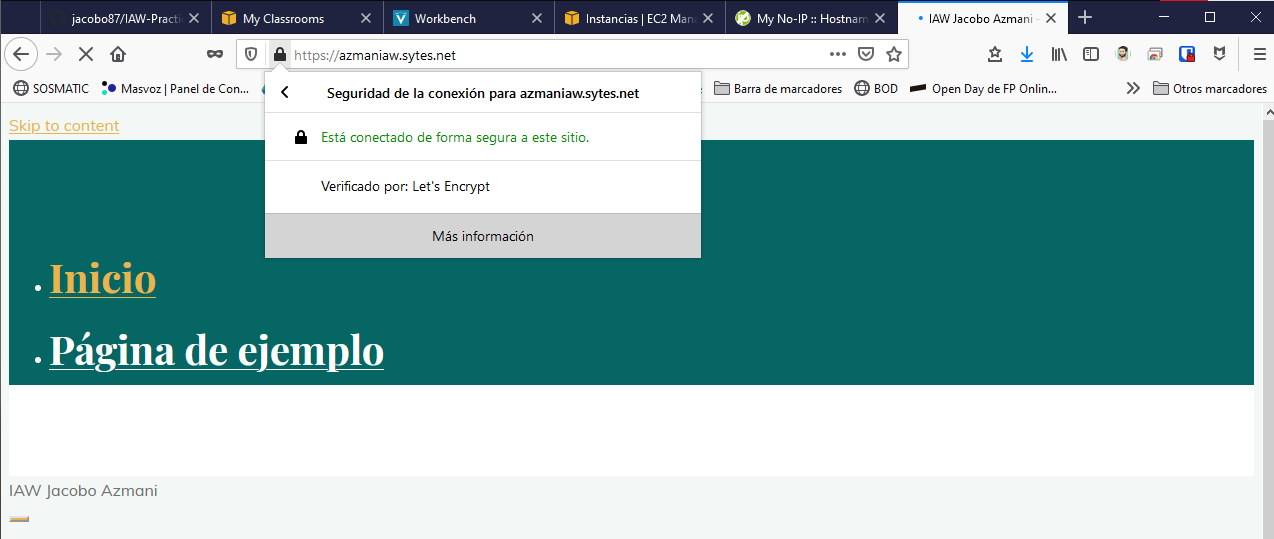 jacobo87/IAW-Practi
My Classrooms
Workbench
Instancias | EC2 Man
My No-IP :: Hostnam
IAW Jacobo Azmani –
https://azmaniaw.sytes.net
SOSMATIC
Masvoz | Panel de Con...
Barra de marcadores
BOD
Open Day de FP Onlin...
Otros marcadores
Seguridad de la conexión para azmaniaw.sytes.net
Está conectado de forma segura a este sitio.
Verificado por: Let's Encrypt
Más información
Skip to content
Inicio
Página de ejemplo
IAW Jacobo Azmani